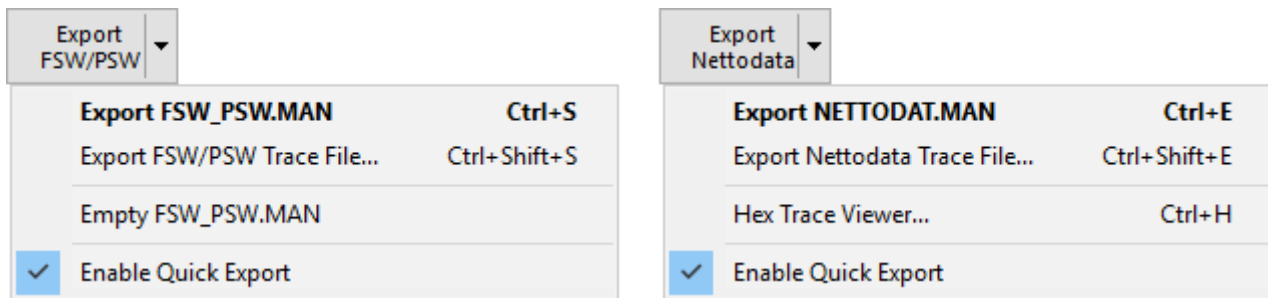 Export
FSW/PSW
Export FSW_PSW.MAN Ctrl+S
Export FSW/PSW Trace File... Ctrl+Shift+S
Empty FSW_PSW.MAN
Enable Quick Export
Export
Nettodata
Export NETTODAT.MAN Ctrl+E
Export Nettodata Trace File... Ctrl+Shift+E
Hex Trace Viewer... Ctrl+H
Enable Quick Export